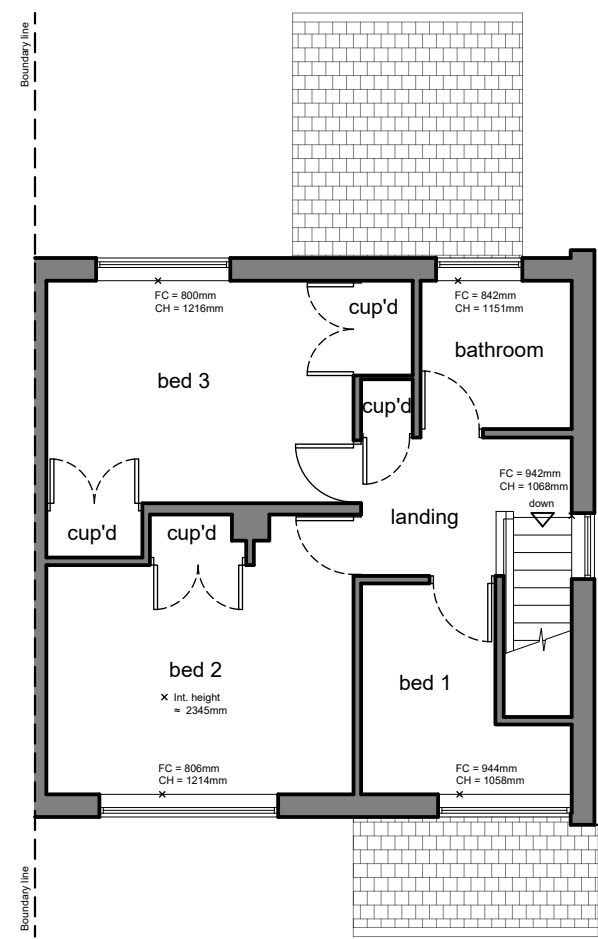 Boundary line
FC = 800mm
CH = 1216mm
cup'd
FC = 842mm
CH = 1151mm
bathroom
bed 3
cup'd
FC = 942mm
CH = 1068mm
down
landing
cup'd
cup'd
bed 2
Int. height
≈ 2345mm
bed 1
FC = 806mm
CH = 1214mm
FC = 944mm
CH = 1058mm
Boundary line